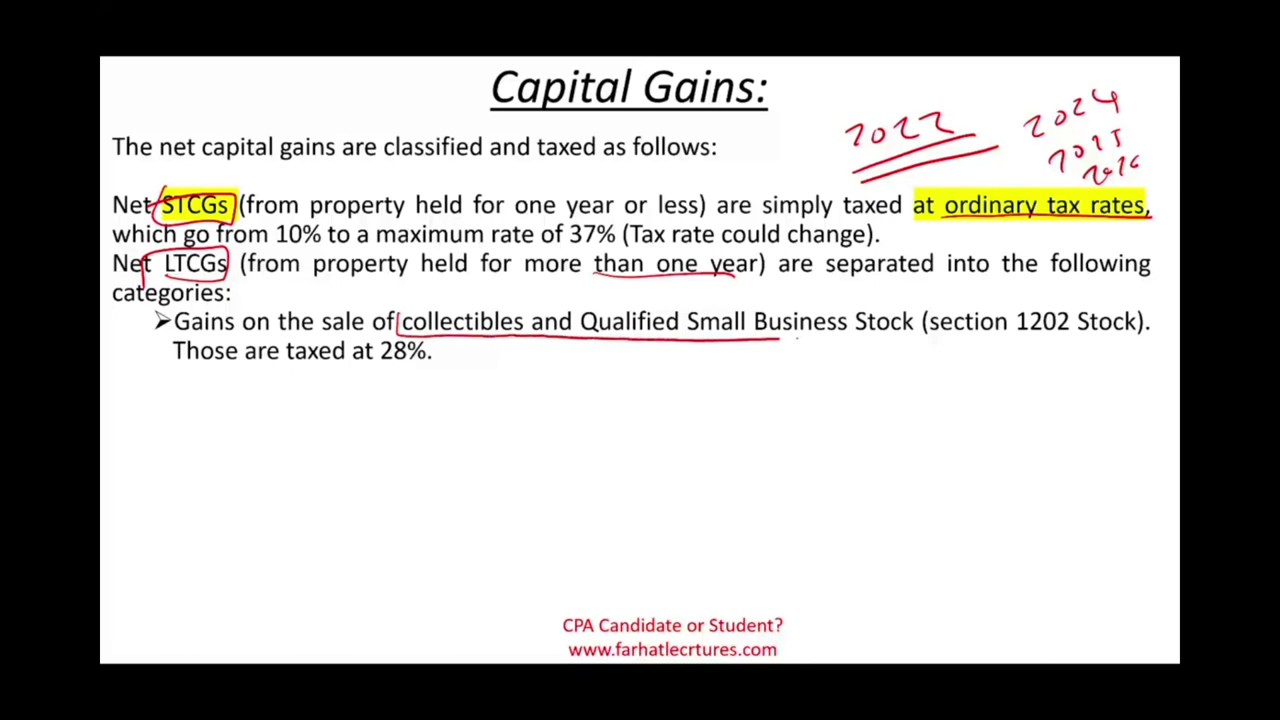 Capital Gains:
2022
2024
2025
2026
The net capital gains are classified and taxed as follows:
Net STCGs (from property held for one year or less) are simply taxed at ordinary tax rates,
which go from 10% to a maximum rate of 37% (Tax rate could change).
Net LTCGs (from property held for more than one year) are separated into the following
categories:
➢Gains on the sale of collectibles and Qualified Small Business Stock (section 1202 Stock).
Those are taxed at 28%.
CPA Candidate or Student?
www.farhatlecrtures.com